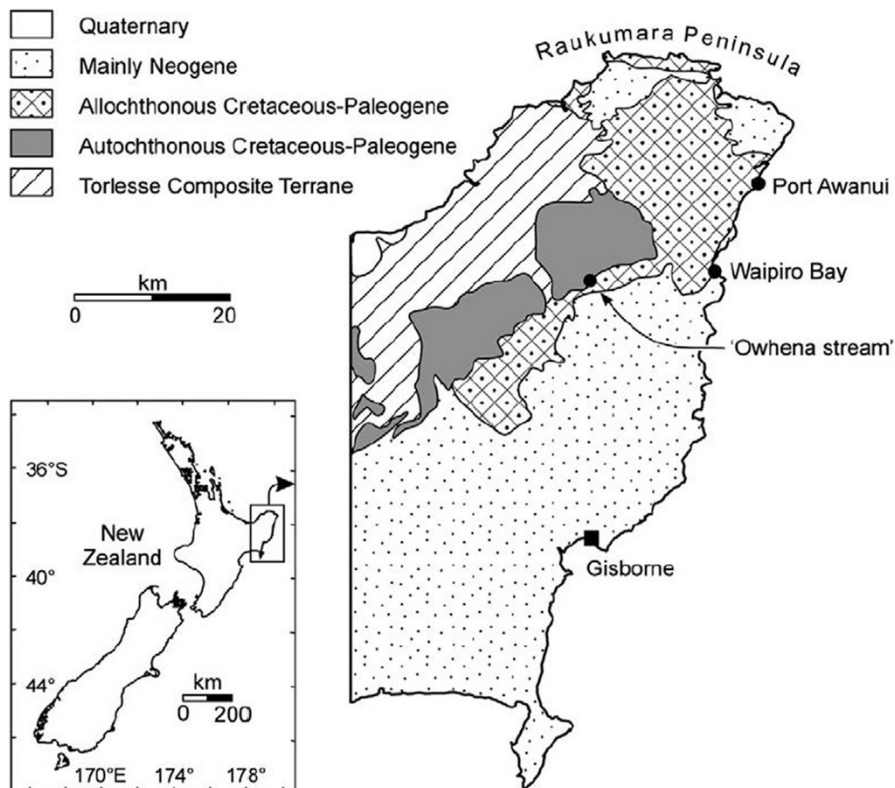 Quaternary
Mainly Neogene
Allochthonous Cretaceous-Paleogene
Autochthonous Cretaceous-Paleogene
Torlesse Composite Terrane
km
0 20
Raukumara Peninsula
Port Awanui
Waipiro Bay
'Owhena stream'
Gisborne
36°S
40°
44°
New
Zealand
km
0 200
170°E 174° 178°